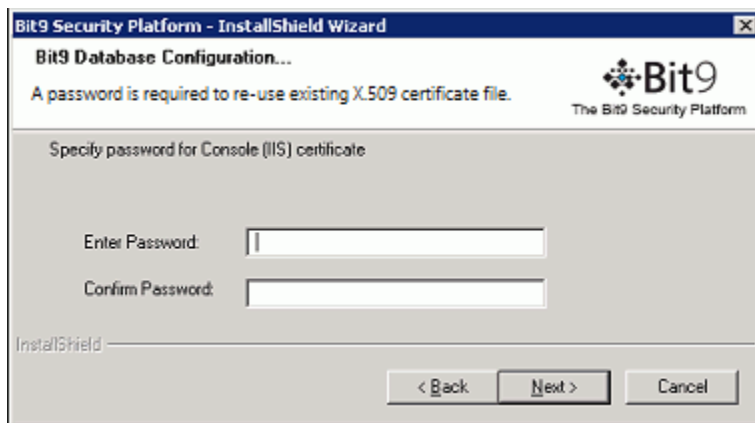 Bit9 Security Platform - InstallShield Wizard
Bit9 Database Configuration...
A password is required to re-use existing X.509 certificate file.
Bit9
The Bit9 Security Platform
Specify password for Console (IIS) certificate
Enter Password:
Confirm Password:
InstallShield
< Back Next > Cancel